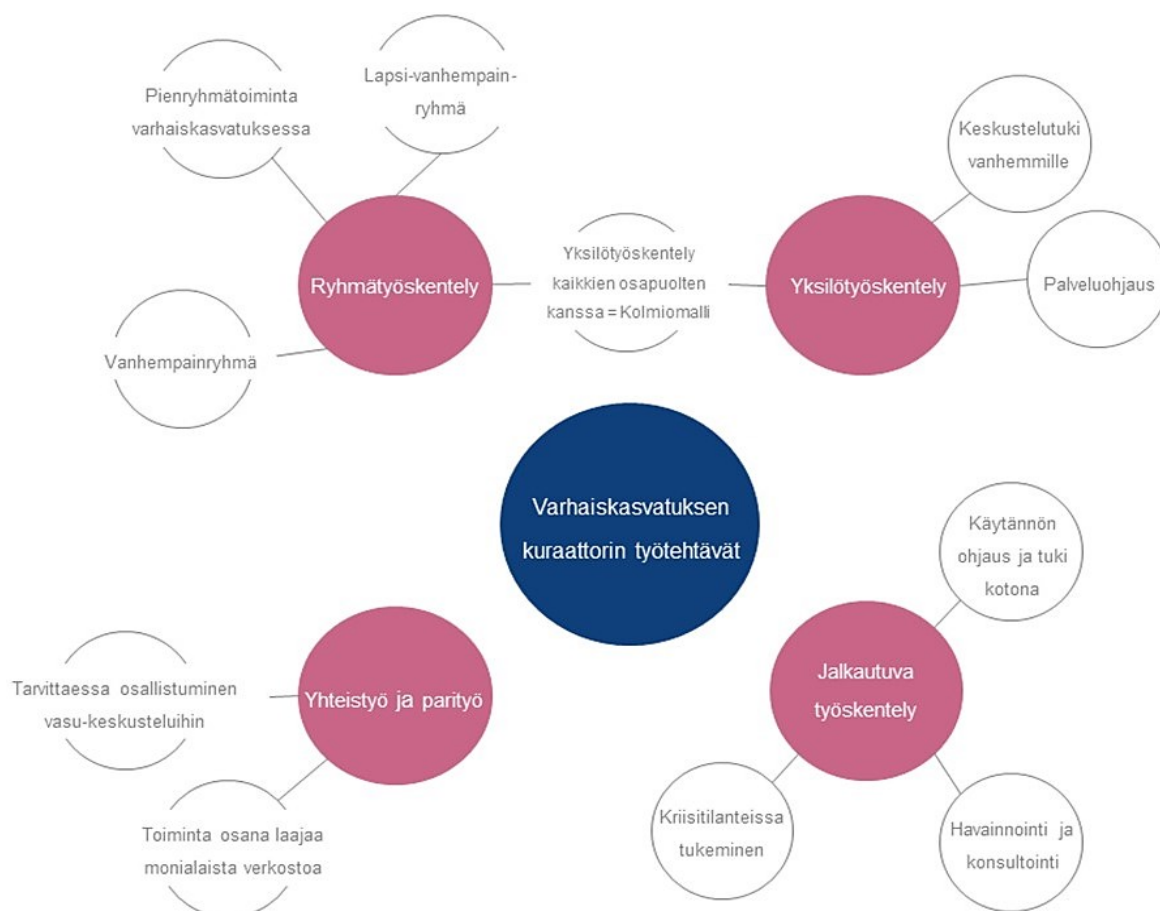 Pienryhmätoiminta
varhaiskasvatuksessa
Lapsi-vanhempain-
ryhmä
Keskustelutuki
vanhemmille
Ryhmätyöskentely
Yksilötyöskentely
kaikkien osapuolten
kanssa = Kolmiomalli
Yksilötyöskentely
Palveluohjaus
Vanhempainryhmä
Varhaiskasvatuksen
kuraattorin työtehtävät
Käytännön
ohjaus ja tuki
kotona
Tarvittaessa osallistuminen
vasu-keskusteluihin
Yhteistyö ja parityö
Jalkautuva
työskentely
Toiminta osana laajaa
monialaista verkostoa
Kriisitilanteissa
tukeminen
Havainnointi ja
konsultointi